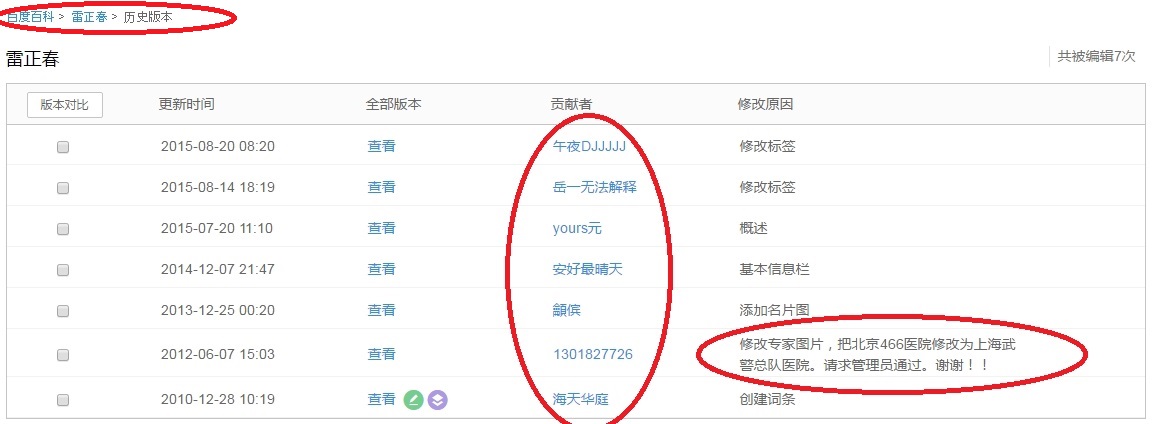 百度百科 > 雷正春 > 历史版本
雷正春
共被编辑7次
版本对比 更新时间 全部版本 贡献者 修改原因
2015-08-20 08:20 查看 午夜DJJJJJ 修改标签
2015-08-14 18:19 查看 岳一无法解释 修改标签
2015-07-20 11:10 查看 yours元 概述
2014-12-07 21:47 查看 安好最晴天 基本信息栏
2013-12-25 00:20 查看 龥傧 添加名片图
2012-06-07 15:03 查看 1301827726 修改专家图片，把北京466医院修改为上海武
警总队医院。请求管理员通过。谢谢！！
2010-12-28 10:19 查看 海天华庭 创建词条